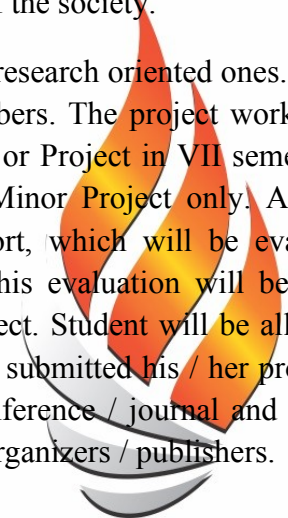 the society.
research oriented ones.
bers. The project work
or Project in VII seme
Minor Project only. A
ort, which will be eva
his evaluation will be
ect. Student will be all
submitted his / her pro
nference / journal and
rganizers / publishers.